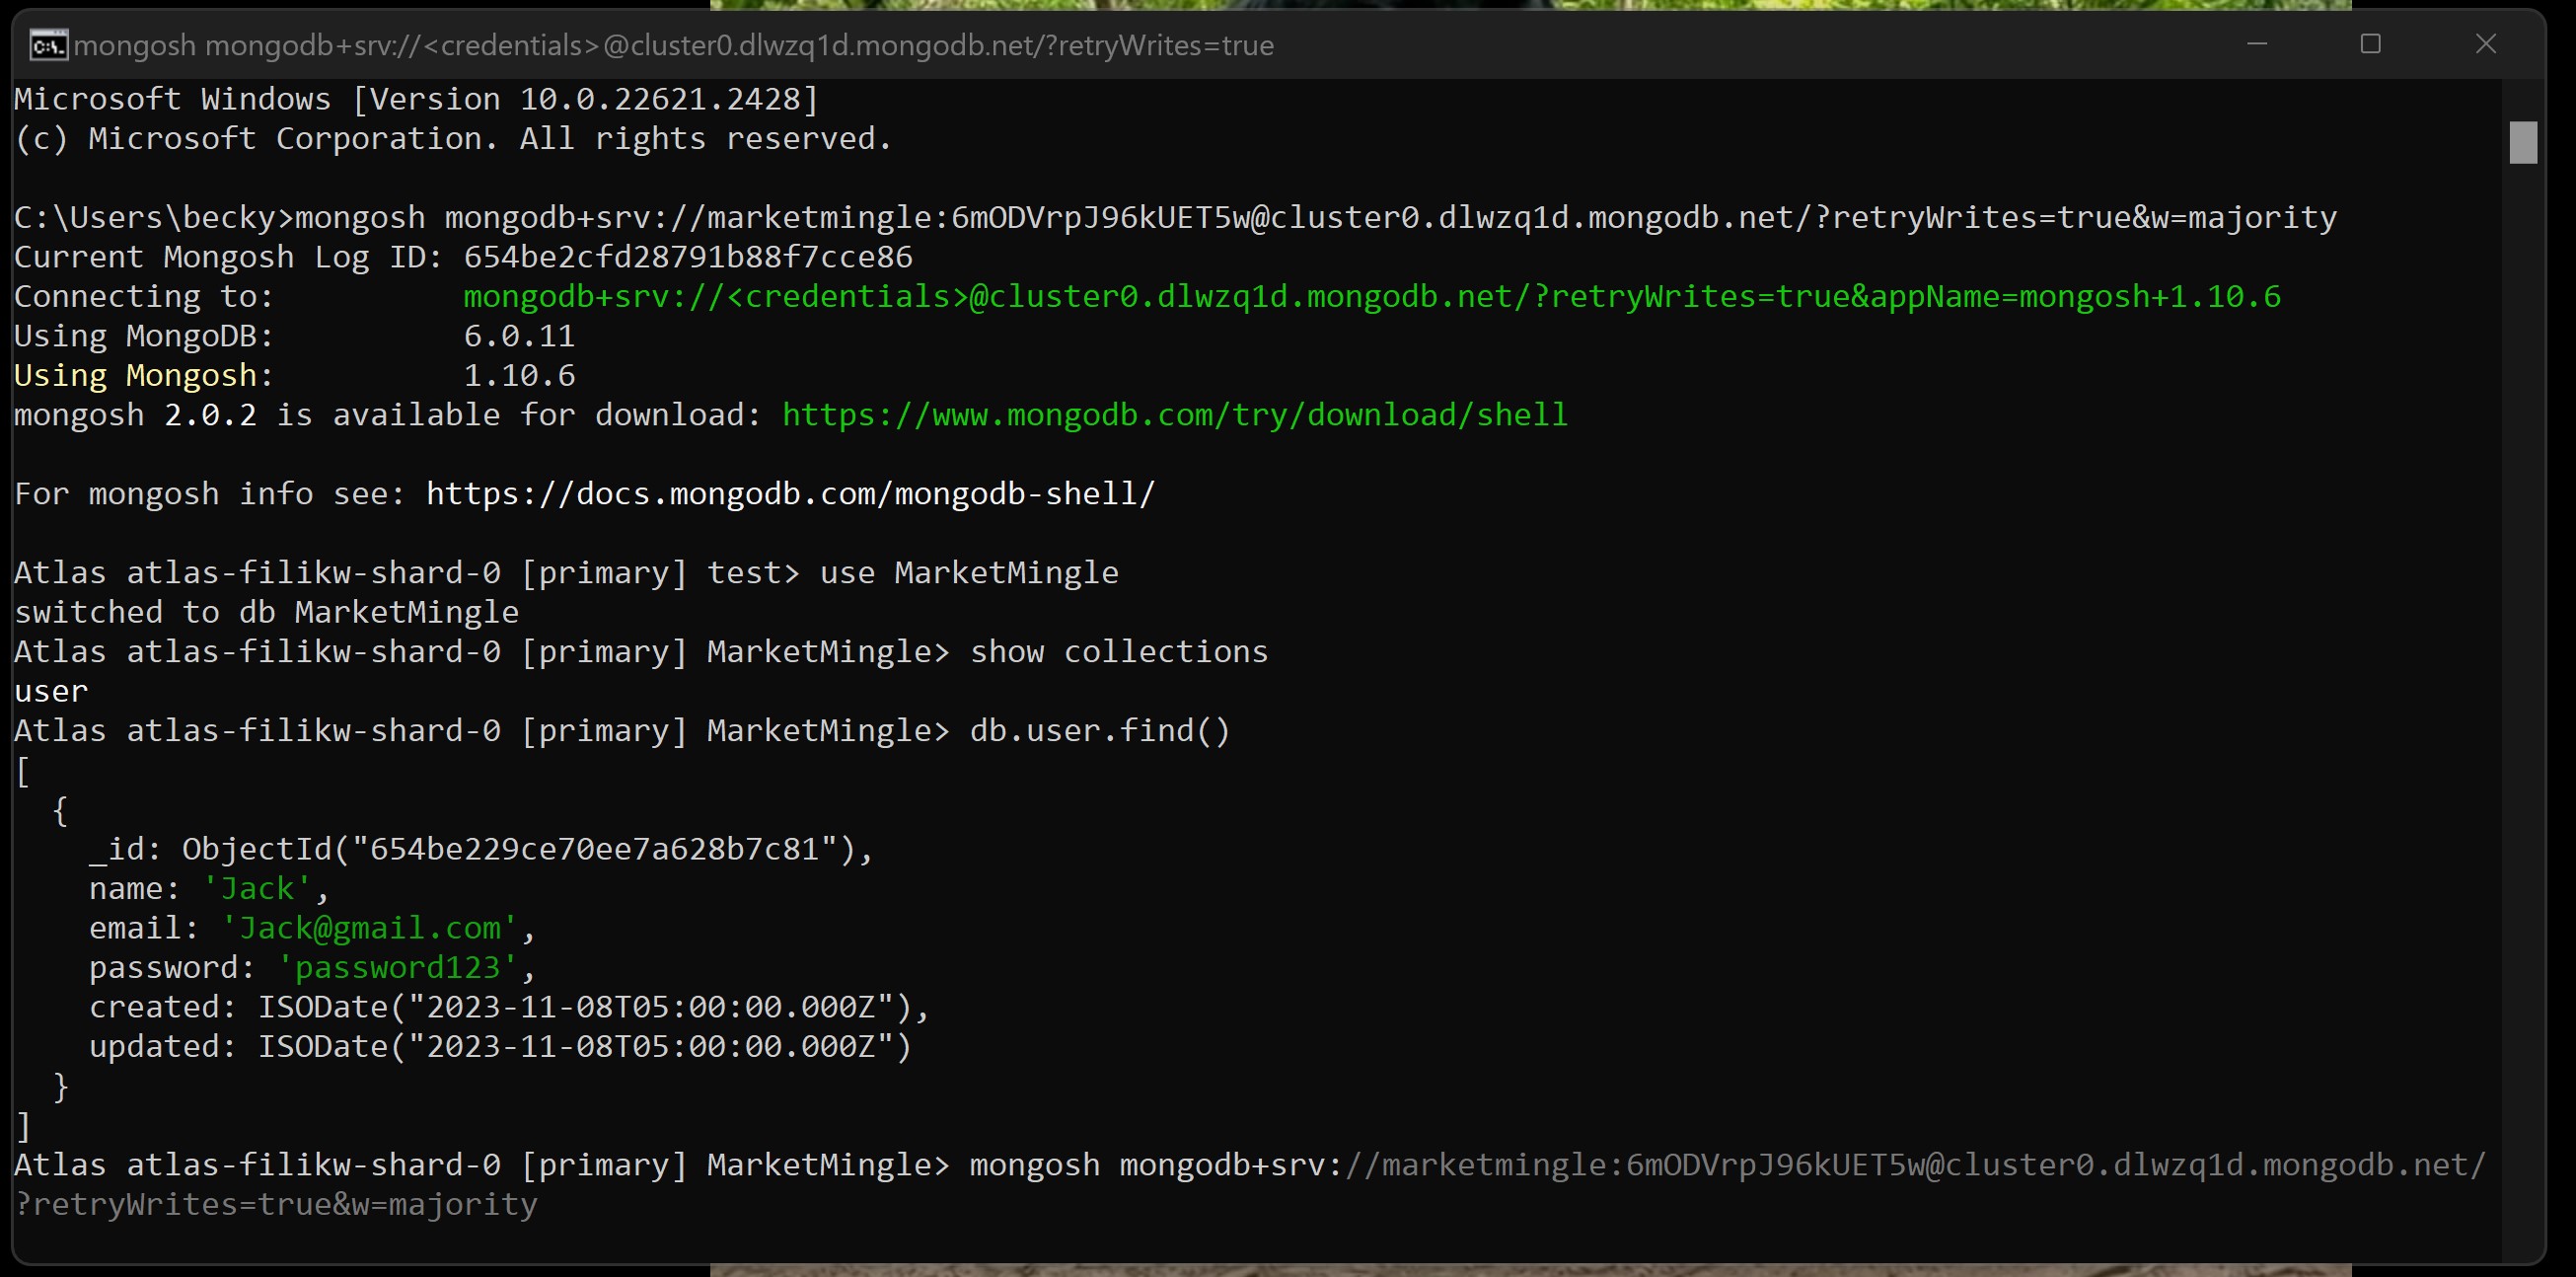 mongosh mongodb+srv://<credentials>@cluster0.dlwzq1d.mongodb.net/?retryWrites=true
Microsoft Windows [Version 10.0.22621.2428]
(c) Microsoft Corporation. All rights reserved.
C:\Users\becky>mongosh mongodb+srv://marketmingle:6mODVrpJ96kUET5w@cluster0.dlwzq1d.mongodb.net/?retryWrites=true&w=majority
Current Mongosh Log ID: 654be2cfd28791b88f7cce86
Connecting to:          mongodb+srv://<credentials>@cluster0.dlwzq1d.mongodb.net/?retryWrites=true&appName=mongosh+1.10.6
Using MongoDB:          6.0.11
Using Mongosh:          1.10.6
mongosh 2.0.2 is available for download: https://www.mongodb.com/try/download/shell
For mongosh info see: https://docs.mongodb.com/mongodb-shell/
Atlas atlas-filikw-shard-0 [primary] test> use MarketMingle
switched to db MarketMingle
Atlas atlas-filikw-shard-0 [primary] MarketMingle> show collections
user
Atlas atlas-filikw-shard-0 [primary] MarketMingle> db.user.find()
[
  {
    _id: ObjectId("654be229ce70ee7a628b7c81"),
    name: 'Jack',
    email: 'Jack@gmail.com',
    password: 'password123',
    created: ISODate("2023-11-08T05:00:00.000Z"),
    updated: ISODate("2023-11-08T05:00:00.000Z")
  }
]
Atlas atlas-filikw-shard-0 [primary] MarketMingle> mongosh mongodb+srv://marketmingle:6mODVrpJ96kUET5w@cluster0.dlwzq1d.mongodb.net/
?retryWrites=true&w=majority